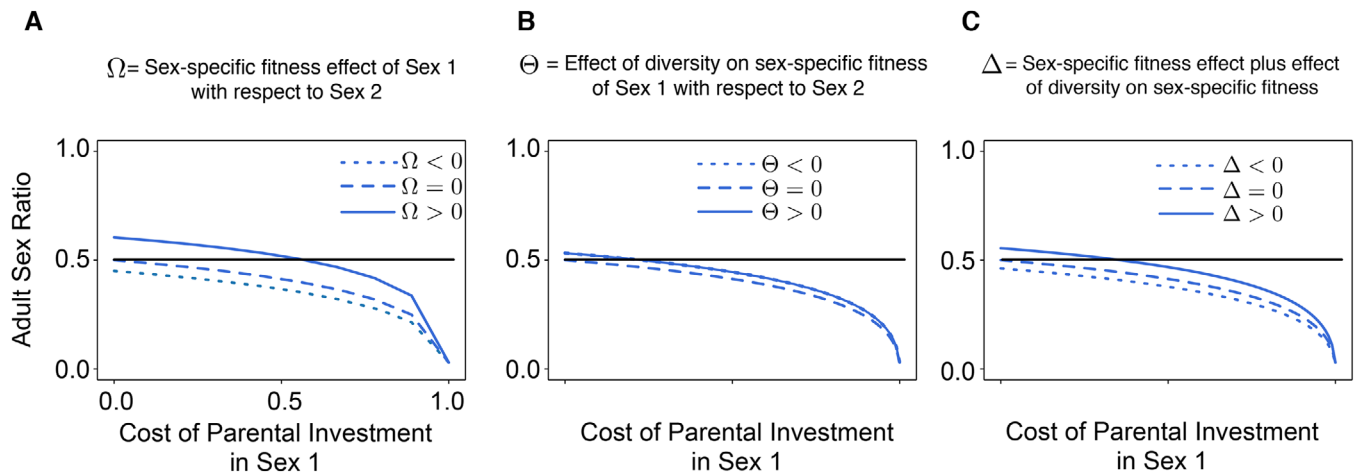 A
Ω= Sex-specific fitness effect of Sex 1
with respect to Sex 2
Adult Sex Ratio
1.0
0.5
0.0
Ω < 0
Ω = 0
Ω > 0
0.0 0.5 1.0
Cost of Parental Investment
in Sex 1
B
Θ = Effect of diversity on sex-specific fitness
of Sex 1 with respect to Sex 2
1.0
0.5
0.0
Θ < 0
Θ = 0
Θ > 0
Cost of Parental Investment
in Sex 1
C
Δ= Sex-specific fitness effect plus effect
of diversity on sex-specific fitness
1.0
0.5
0.0
Δ < 0
Δ = 0
Δ > 0
Cost of Parental Investment
in Sex 1